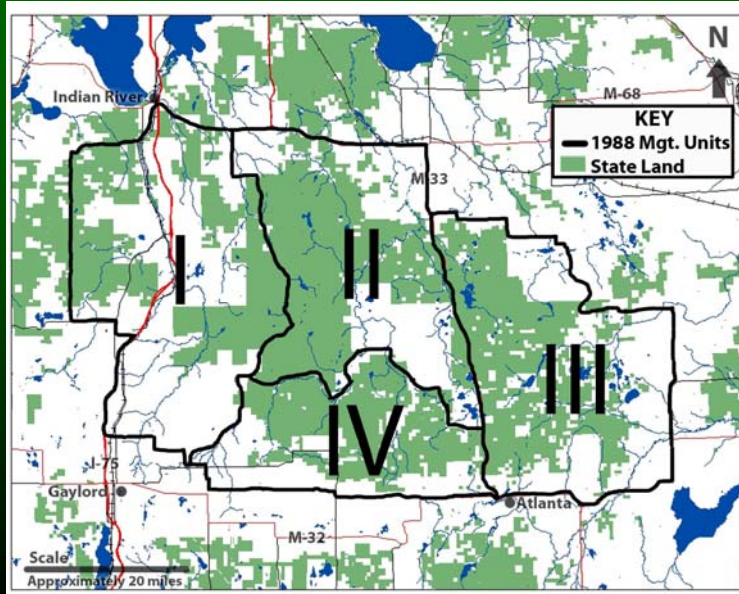 N
Indian River
M-68
KEY
1988 Mgt. Units
State Land
M-33
I
II
III
IV
I-75
Gaylord
Atlanta
M-32
Scale
Approximately 20 miles